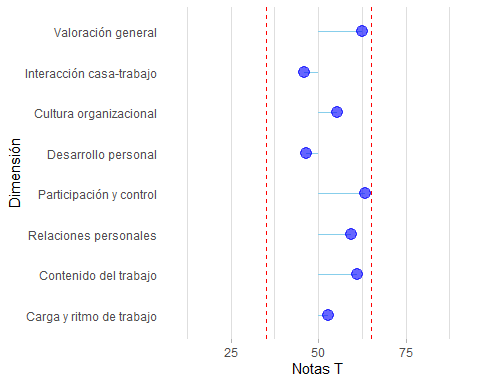 Valoración general
Interacción casa-trabajo
Cultura organizacional
Desarrollo personal
Participación y control
Relaciones personales
Contenido del trabajo
Carga y ritmo de trabajo
Dimensión
25 50 75
Notas T